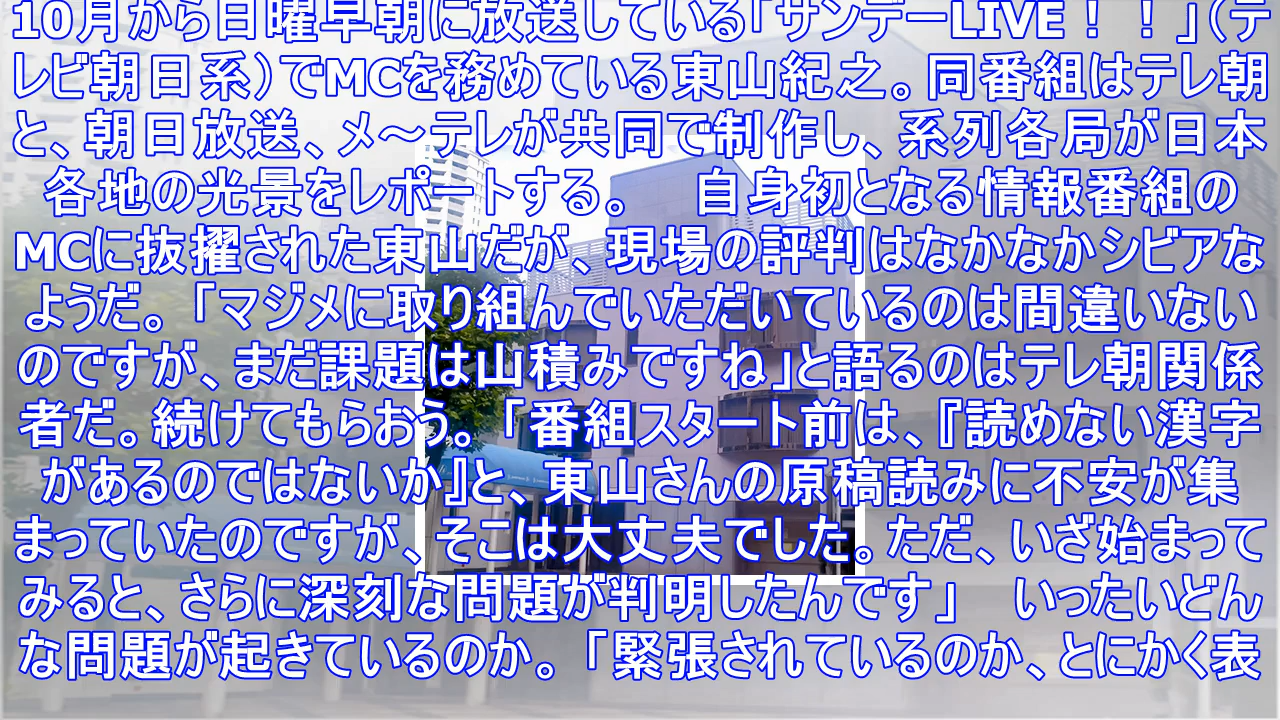 10月から日曜早朝に放送している「サンデーLIVE！！」（テ
レビ朝日系）でMCを務めている東山紀之。同番組はテレ朝
と、朝日放送、メ〜テレが共同で制作し、系列各局が日本
各地の光景をレポートする。　自身初となる情報番組の
MCに抜擢された東山だが、現場の評判はなかなかシビアな
ようだ。「マジメに取り組んでいただいているのは間違いない
のですが、まだ課題は山積みですね」と語るのはテレ朝関係
者だ。続けてもらおう。「番組スタート前は、『読めない漢字
があるのではないか』と、東山さんの原稿読みに不安が集
まっていたのですが、そこは大丈夫でした。ただ、いざ始まって
みると、さらに深刻な問題が判明したんです」　いったいどん
な問題が起きているのか。「緊張されているのか、とにかく表